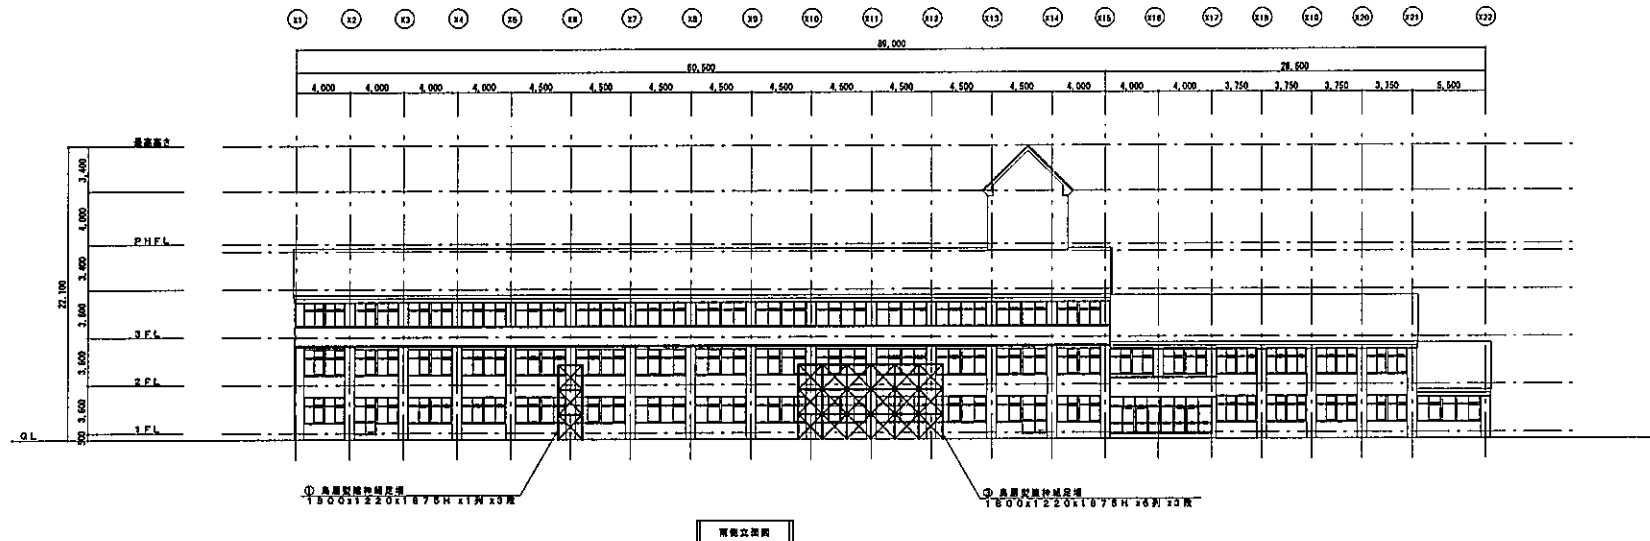 X1 X2 X3 X4 X5 X6 X7 X8 X9 X10 X11 X12 X13 X14 X15 X16 X17 X18 X19 X20 X21 X22
89,000
60,500 28,500
4,000 4,000 4,000 4,000 4,500 4,500 4,500 4,500 4,500 4,500 4,500 4,500 4,500 4,000 4,000 4,000 3,750 3,750 3,750 3,750 5,500
最高高さ
3,400
4,000
PHFL
3,400
22,100
3,600
3FL
3,600
2FL
3,600
1FL
500
GL
① 鳥居型建枠組足場
1800x1220x1875H x1列 x3段
③ 鳥居型建枠組足場
1800x1220x1875H x6列 x3段
南側立面図